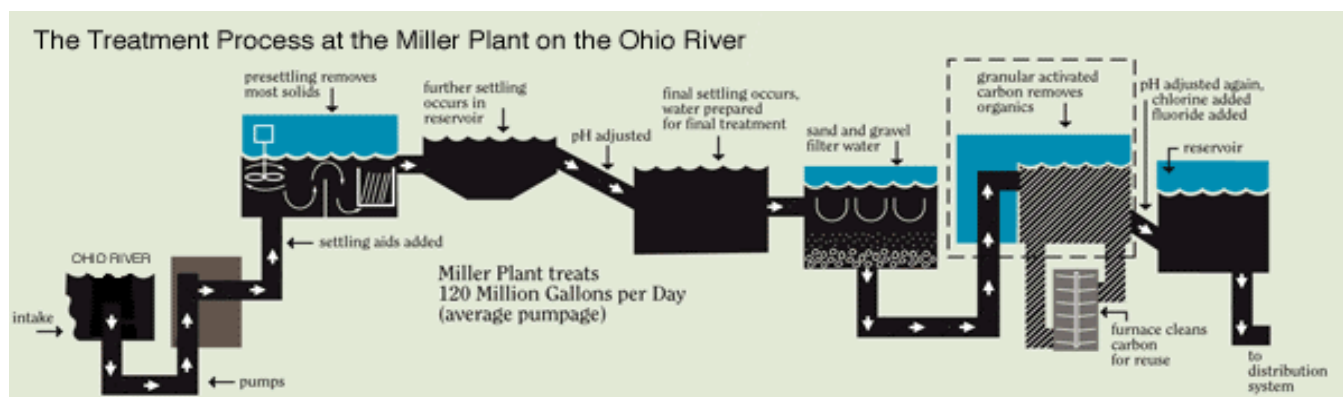 The Treatment Process at the Miller Plant on the Ohio River
presettling removes
most solids
further settling
occurs in
reservoir
pH adjusted
final settling occurs,
water prepared
for final treatment
sand and gravel
filter water
granular activated
carbon removes
organics
pH adjusted again,
chlorine added
fluoride added
reservoir
settling aids added
OHIO RIVER
intake
pumps
Miller Plant treats
120 Million Gallons per Day
(average pumpage)
furnace cleans
carbon
for reuse
to
distribution
system